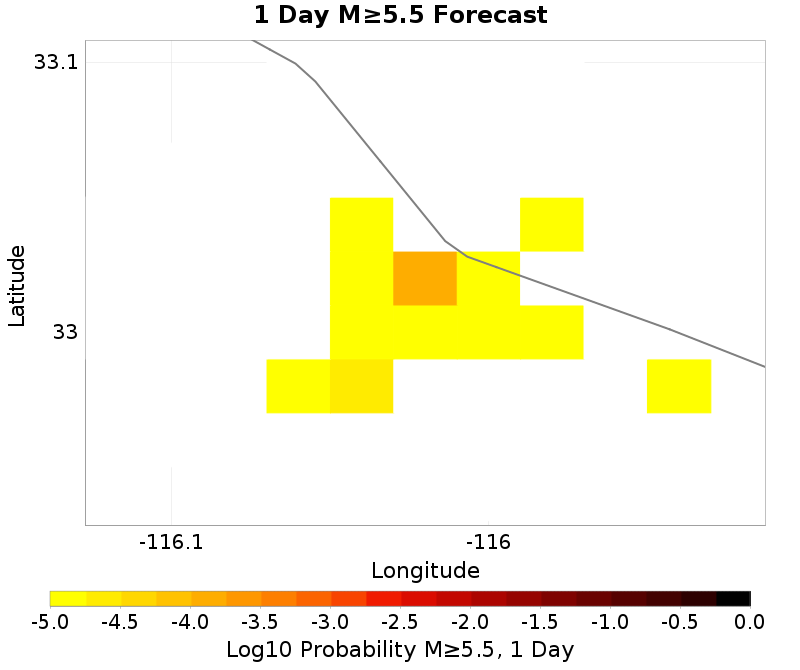 1 Day M≥5.5 Forecast
33.1
33
Latitude
-116.1 -116
Longitude
-5.0 -4.5 -4.0 -3.5 -3.0 -2.5 -2.0 -1.5 -1.0 -0.5 0.0
Log10 Probability M≥5.5, 1 Day